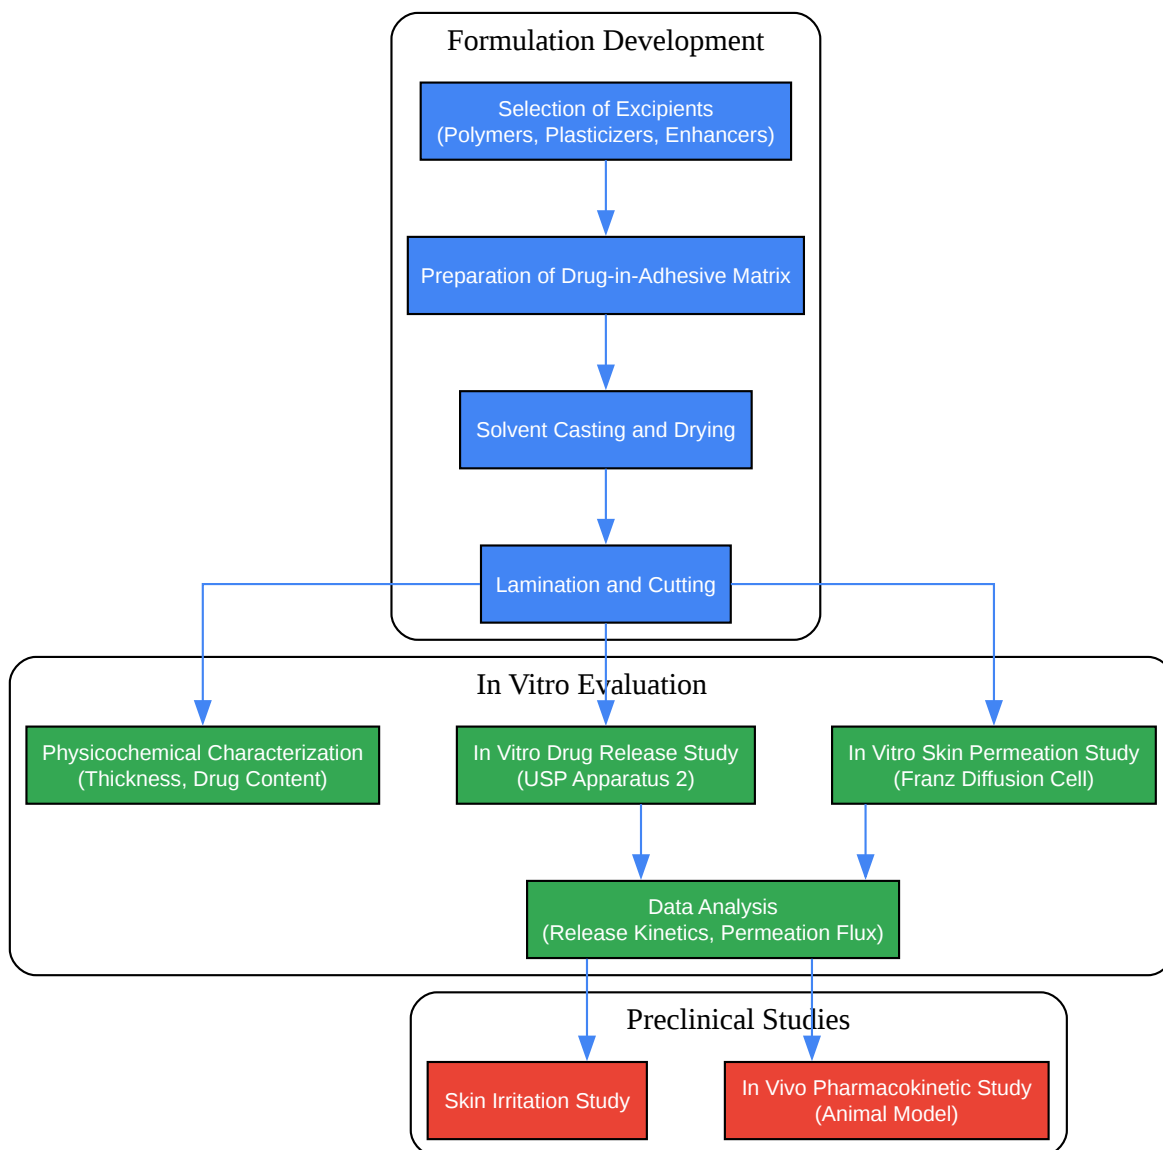 Formulation Development
Selection of Excipients
(Polymers, Plasticizers, Enhancers)
Preparation of Drug-in-Adhesive Matrix
Solvent Casting and Drying
Lamination and Cutting
In Vitro Evaluation
Physicochemical Characterization
(Thickness, Drug Content)
In Vitro Drug Release Study
(USP Apparatus 2)
In Vitro Skin Permeation Study
(Franz Diffusion Cell)
Data Analysis
(Release Kinetics, Permeation Flux)
Preclinical Studies
Skin Irritation Study
In Vivo Pharmacokinetic Study
(Animal Model)